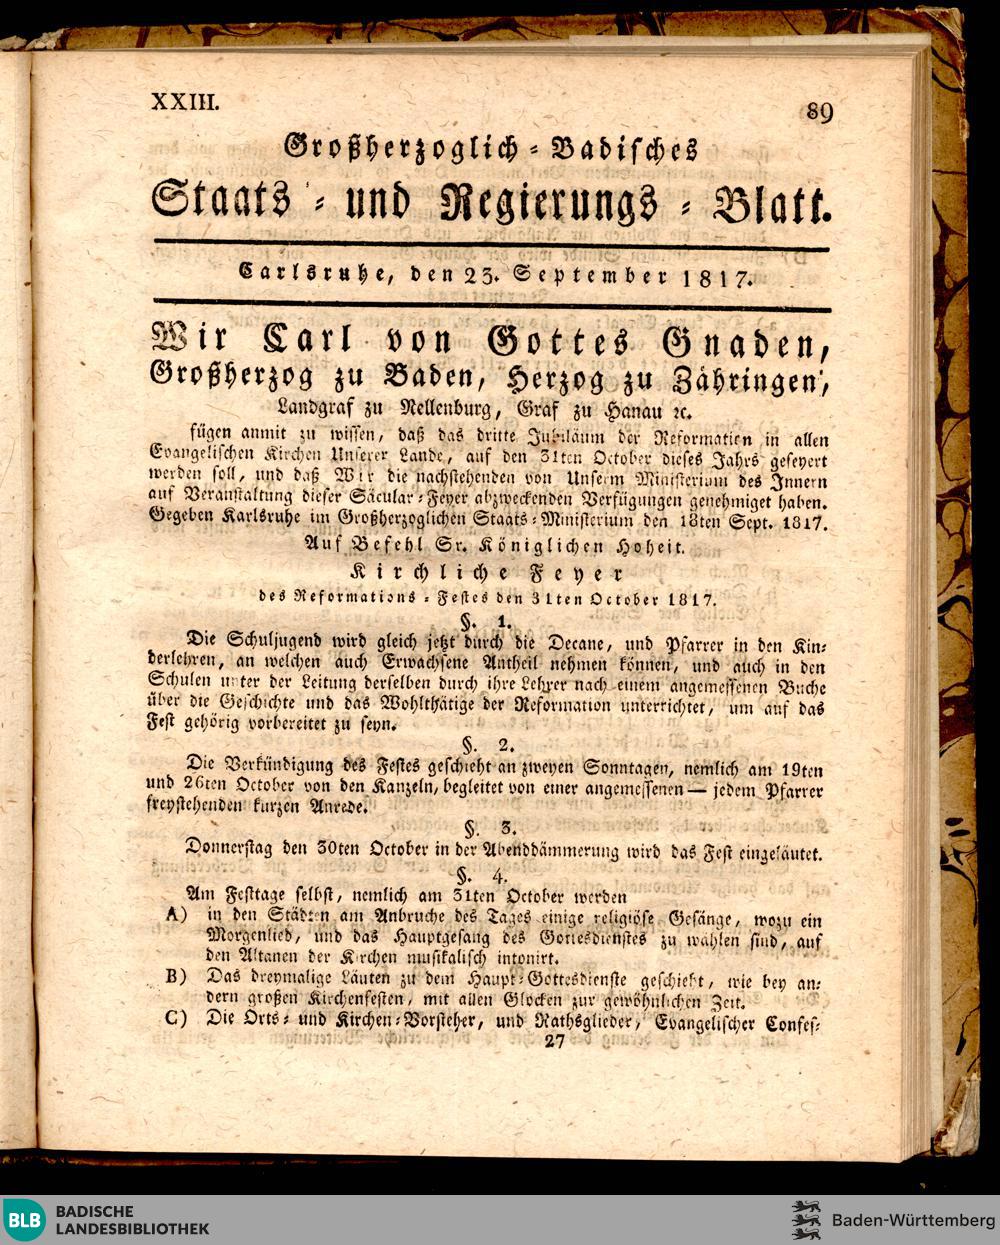 XXIII.
89
Großherzoglich-Badisches
Staats- und Regierungs-Blatt.
Carlsruhe, den 23. September 1817.
Wir Carl von Gottes Gnaden,
Großherzog zu Baden, Herzog zu Zähringen,
Landgraf zu Nellenburg, Graf zu Hanau ꝛc.
fügen anmit zu wissen, daß das dritte Jubiläum der Reformation in allen
Evangelischen Kirchen Unserer Lande, auf den 31ten October dieses Jahrs gefeyert
werden soll, und daß Wir die nachstehenden von Unserm Ministerium des Innern
auf Veranstaltung dieser Säcular-Feyer abzweckenden Verfügungen genehmiget haben.
Gegeben Karlsruhe im Großherzoglichen Staats-Ministerium den 18ten Sept. 1817.
Auf Befehl Sr. Königlichen Hoheit.
Kirchliche Feyer
des Reformations-Festes den 31ten October 1817.
§. 1.
Die Schuljugend wird gleich jetzt durch die Decane, und Pfarrer in den Kin-
derlehren, an welchen auch Erwachsene Antheil nehmen können, und auch in den
Schulen unter der Leitung derselben durch ihre Lehrer nach einem angemessenen Buche
über die Geschichte und das Wohlthätige der Reformation unterrichtet, um auf das
Fest gehörig vorbereitet zu seyn.
§. 2.
Die Verkündigung des Festes geschieht an zweyen Sonntagen, nemlich am 19ten
und 26ten October von den Kanzeln, begleitet von einer angemessenen — jedem Pfarrer
freystehenden kurzen Anrede.
§. 3.
Donnerstag den 30ten October in der Abenddämmerung wird das Fest eingeläutet.
§. 4.
Am Festtage selbst, nemlich am 31ten October werden
A) in den Städten am Anbruche des Tages einige religiöse Gesänge, wozu ein
Morgenlied, und das Hauptgesang des Gottesdienstes zu wählen sind, auf
den Altanen der Kirchen musikalisch intonirt.
B) Das dreymalige Läuten zu dem Haupt-Gottesdienste geschieht, wie bey an-
dern großen Kirchenfesten, mit allen Glocken zur gewöhnlichen Zeit.
C) Die Orts- und Kirchen-Vorsteher, und Rathsglieder, Evangelischer Confes-
27
BLB
BADISCHE
LANDESBIBLIOTHEK
Baden-Württemberg